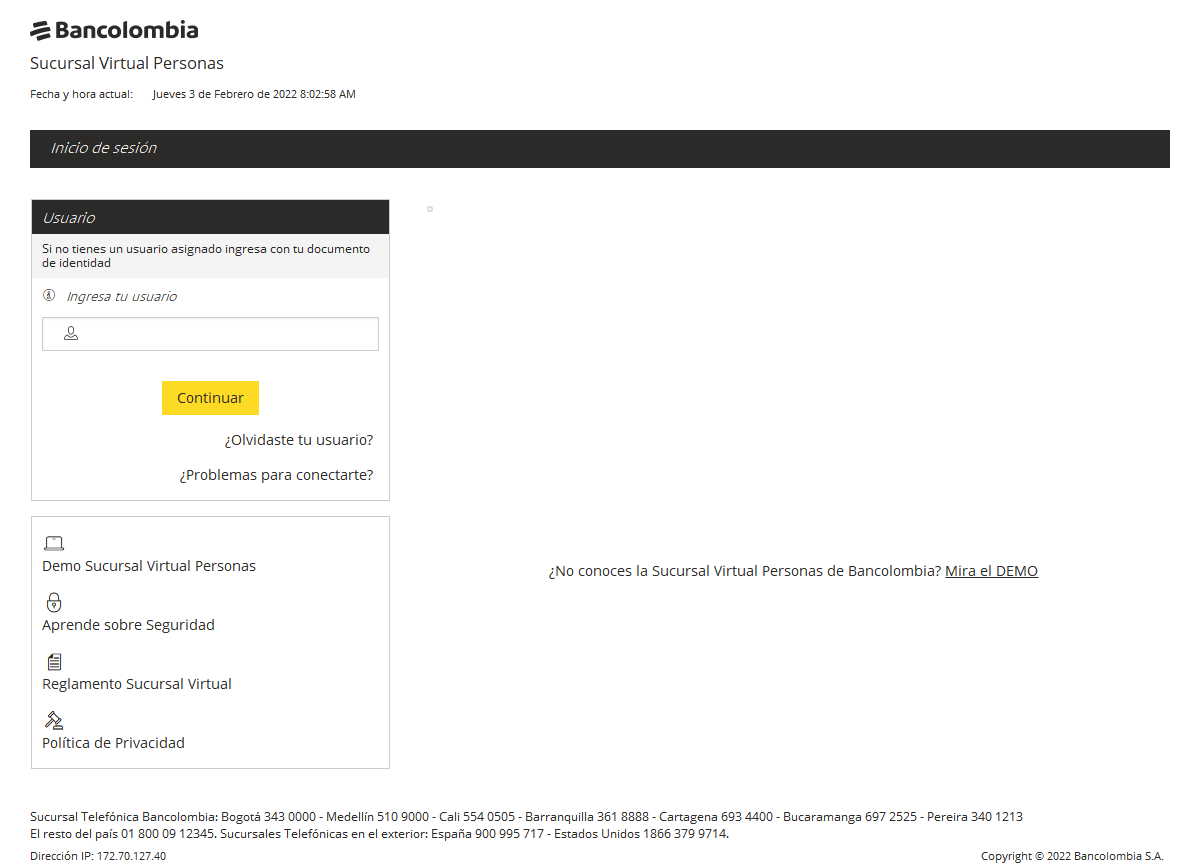 Bancolombia
Sucursal Virtual Personas
Fecha y hora actual: Jueves 3 de Febrero de 2022 8:02:58 AM
Inicio de sesión
Usuario
Si no tienes un usuario asignado ingresa con tu documento
de identidad
Ingresa tu usuario
Continuar
¿Olvidaste tu usuario?
¿Problemas para conectarte?
Demo Sucursal Virtual Personas
Aprende sobre Seguridad
Reglamento Sucursal Virtual
Política de Privacidad
¿No conoces la Sucursal Virtual Personas de Bancolombia? Mira el DEMO
Sucursal Telefónica Bancolombia: Bogotá 343 0000 - Medellín 510 9000 - Cali 554 0505 - Barranquilla 361 8888 - Cartagena 693 4400 - Bucaramanga 697 2525 - Pereira 340 1213
El resto del país 01 800 09 12345. Sucursales Telefónicas en el exterior: España 900 995 717 - Estados Unidos 1866 379 9714.
Dirección IP: 172.70.127.40
Copyright © 2022 Bancolombia S.A.